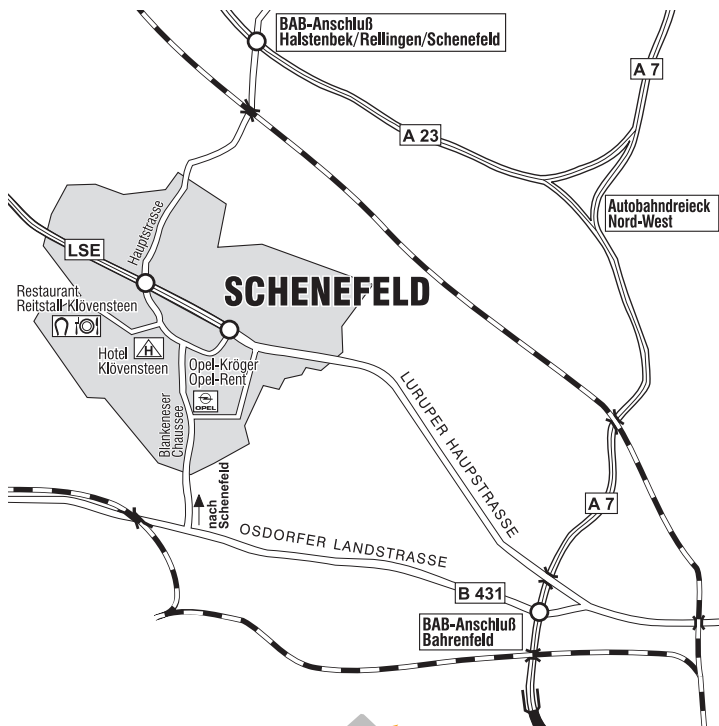 BAB-Anschluß
Halstenbek/Rellingen/Schenefeld
A 7
A 23
Autobahndreieck
Nord-West
Hauptstrasse
LSE
SCHENEFELD
Restaurant
Reitstall-Klövensteen
Hotel
Klövensteen
H
Opel-Kröger
Opel-Rent
OPEL
Blankeneser
Chaussee
LURUPER HAUPSTRASSE
nach
Schenefeld
A 7
OSDORFER LANDSTRASSE
B 431
BAB-Anschluß
Bahrenfeld